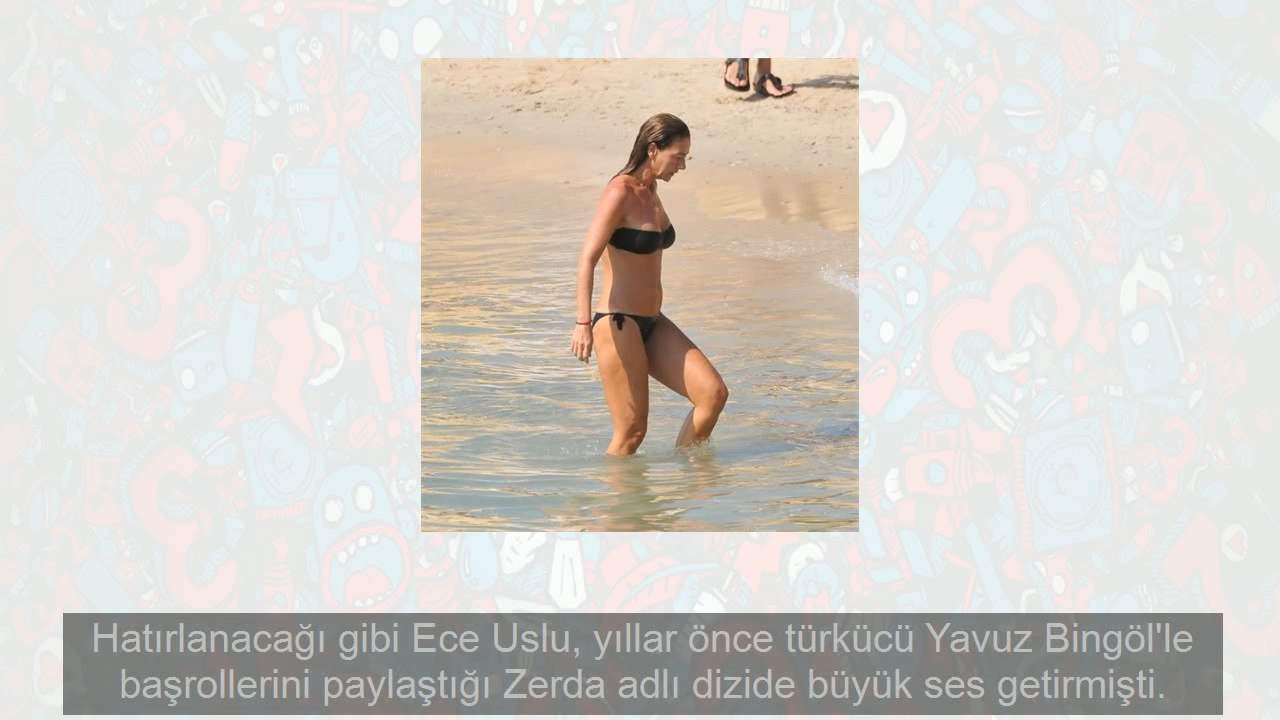 Hatırlanacağı gibi Ece Uslu, yıllar önce türkücü Yavuz Bingöl'le
başrollerini paylaştığı Zerda adlı dizide büyük ses getirmişti.